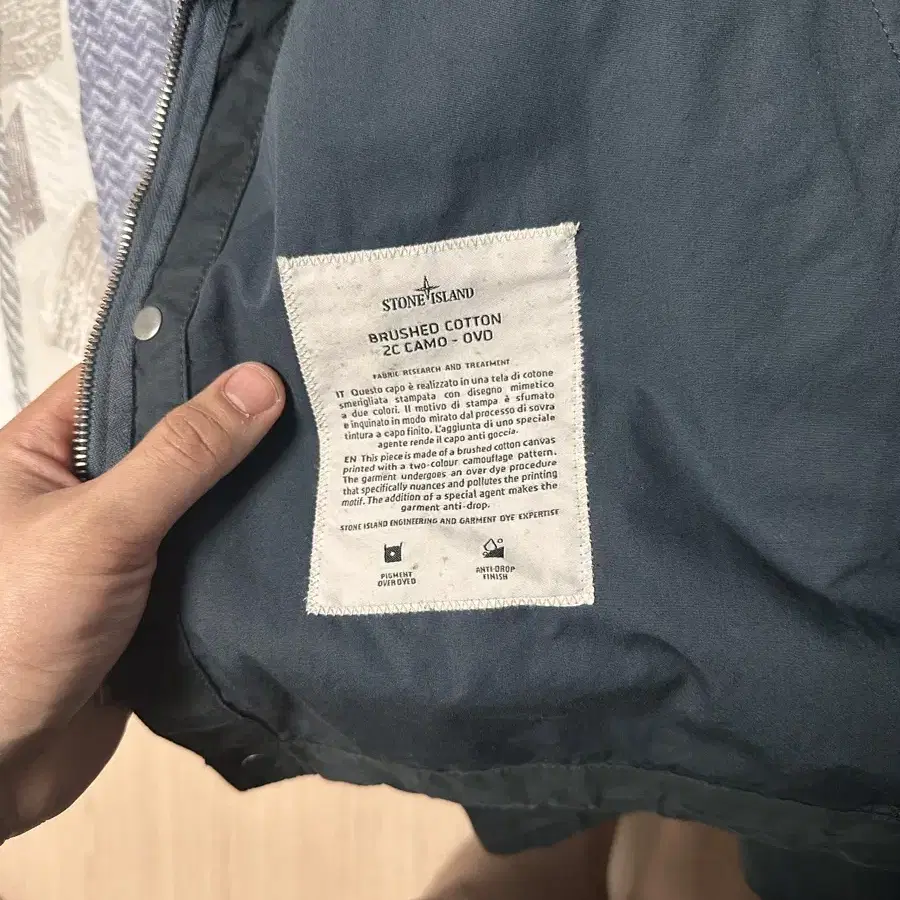 STONE ISLAND
BRUSHED COTTON
2C CAMO - OVD
FABRIC RESEARCH AND TREATMENT
IT Questo capo è realizzato in una tela di cotone
smerigliata stampata con disegno mimetico
a due colori. Il motivo di stampa è sfumato
e inquinato in modo mirato dal processo di sovra
tintura a capo finito. L'aggiunta di uno speciale
agente rende il capo anti goccia.
EN This piece is made of a brushed cotton canvas
printed with a two-colour camouflage pattern.
The garment undergoes an over dye procedure
that specifically nuances and pollutes the printing
motif. The addition of a special agent makes the
garment anti-drop.
STONE ISLAND ENGINEERING AND GARMENT DYE EXPERTISE
PIGMENT
OVERDYED
ANTI-DROP
FINISH